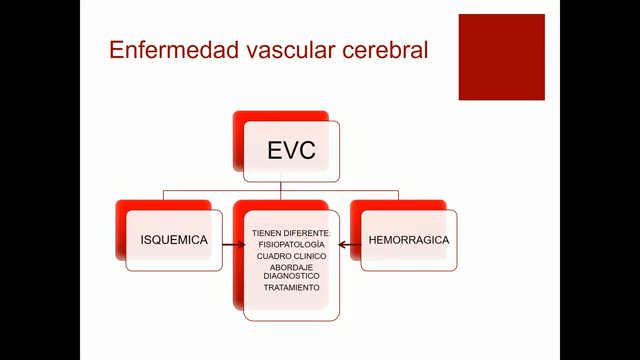 Enfermedad vascular cerebral
EVC
ISQUEMICA
TIENEN DIFERENTE:
FISIOPATOLOGÍA
CUADRO CLINICO
ABORDAJE
DIAGNOSTICO
TRATAMIENTO
HEMORRAGICA